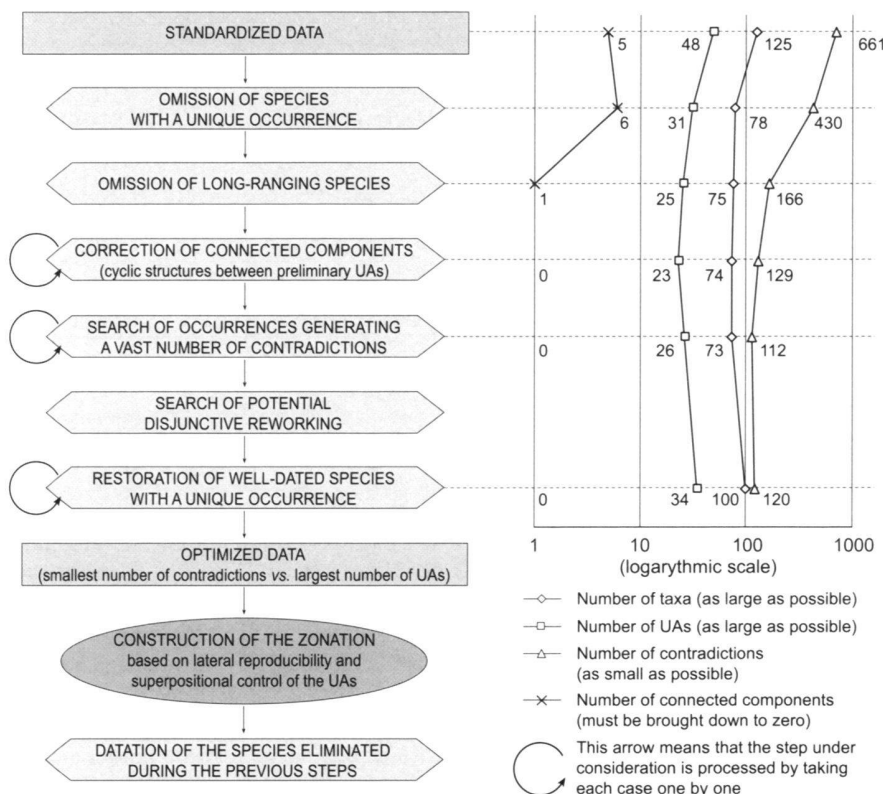 STANDARDIZED DATA
OMISSION OF SPECIES
WITH A UNIQUE OCCURRENCE
OMISSION OF LONG-RANGING SPECIES
CORRECTION OF CONNECTED COMPONENTS
(cyclic structures between preliminary UAs)
SEARCH OF OCCURRENCES GENERATING
A VAST NUMBER OF CONTRADICTIONS
SEARCH OF POTENTIAL
DISJUNCTIVE REWORKING
RESTORATION OF WELL-DATED SPECIES
WITH A UNIQUE OCCURRENCE
OPTIMIZED DATA
(smallest number of contradictions vs. largest number of UAs)
CONSTRUCTION OF THE ZONATION
based on lateral reproducibility and
superpositional control of the UAs
DATATION OF THE SPECIES ELIMINATED
DURING THE PREVIOUS STEPS
5 48 125 661
6 31 78 430
1 25 75 166
0 23 74 129
0 26 73 112
0 34 100 120
1 10 100 1000
(logarythmic scale)
Number of taxa (as large as possible)
Number of UAs (as large as possible)
Number of contradictions
(as small as possible)
Number of connected components
(must be brought down to zero)
This arrow means that the step under
consideration is processed by taking
each case one by one